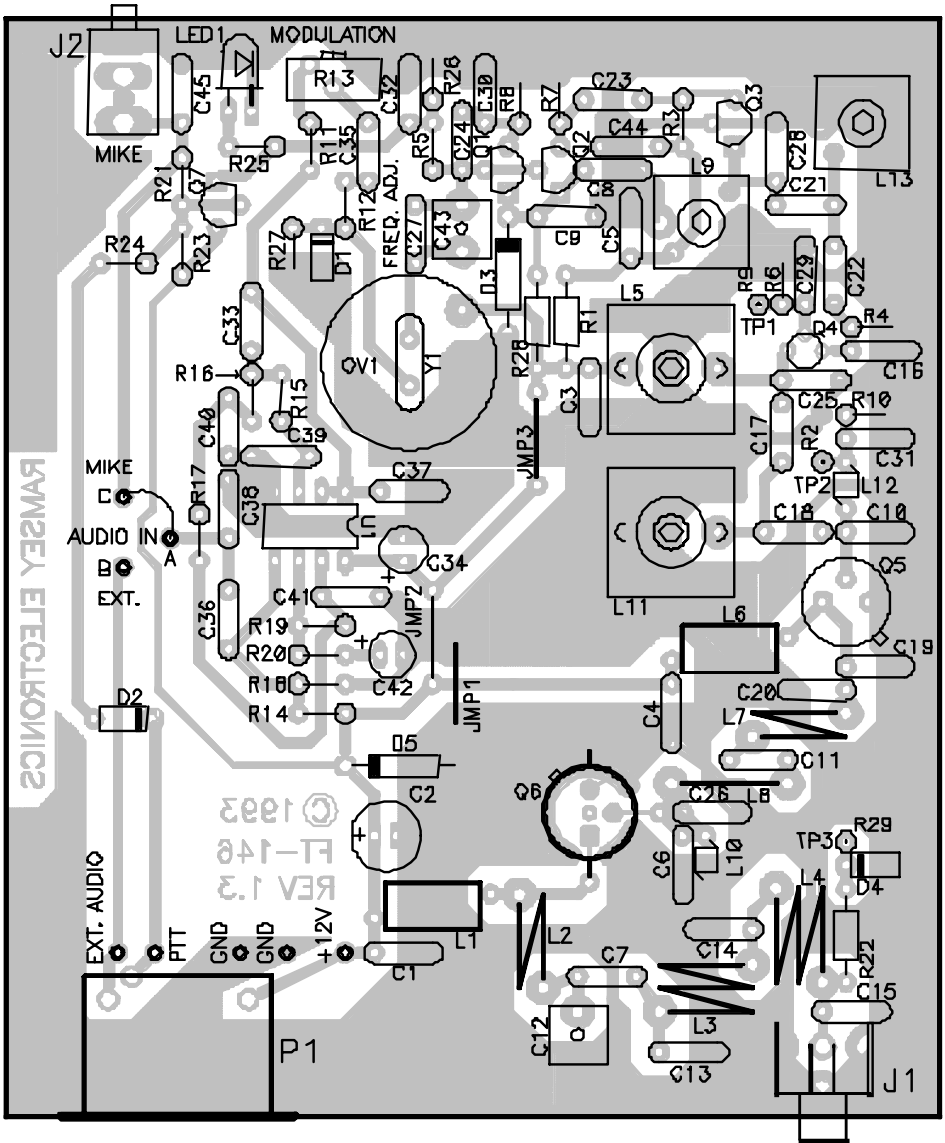 J2
LED1
MODULATION
R13
C45
C32
R26
C30
R8
R7
C23
Q3
R3
C44
C28
L13
MIKE
R25
R11
C35
R5
C24
Q1
Q2
C8
L9
R21
Q7
R12
FREQ. ADJ.
C27
C43
C9
C5
C21
R24
R23
R27
D1
D3
R9
R6
C29
C22
L5
C33
R28
R1
TP1
Q4
R4
CV1
Y1
C16
R16
R15
C3
C25
C40
C39
JMP3
C17
R2
R10
C31
MIKE
C
R17
C38
C37
TP2
L12
AUDIO IN
A
U1
C34
C18
C10
B
EXT.
C36
C41
JMP2
L11
Q5
R19
R20
R18
R14
C42
L6
C19
C20
D2
JMP1
C4
L7
D5
C11
L8
RAMSEY ELECTRONICS
© 1993
FT-146
REV 1.3
C2
Q6
C26
C6
L10
TP3
R29
D4
L4
EXT. AUDIO
PTT
GND
GND
+12V
L1
C1
L2
C14
R22
C7
C15
C12
L3
P1
C13
J1